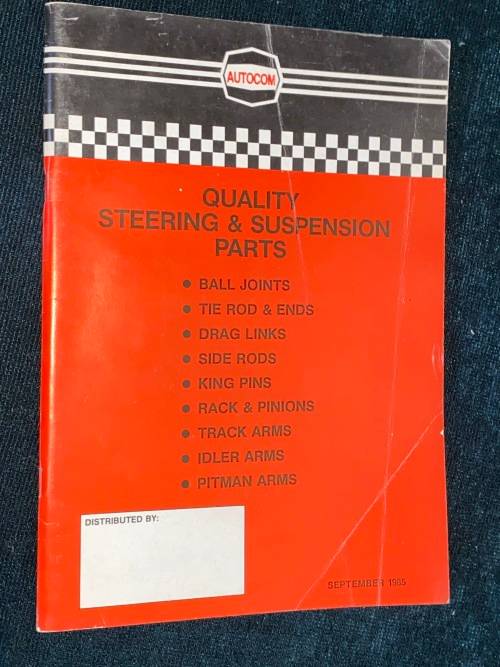 AUTOCOM
QUALITY
STEERING & SUSPENSION
PARTS
● BALL JOINTS
● TIE ROD & ENDS
● DRAG LINKS
● SIDE RODS
● KING PINS
● RACK & PINIONS
● TRACK ARMS
● IDLER ARMS
● PITMAN ARMS
DISTRIBUTED BY:
SEPTEMBER 1985